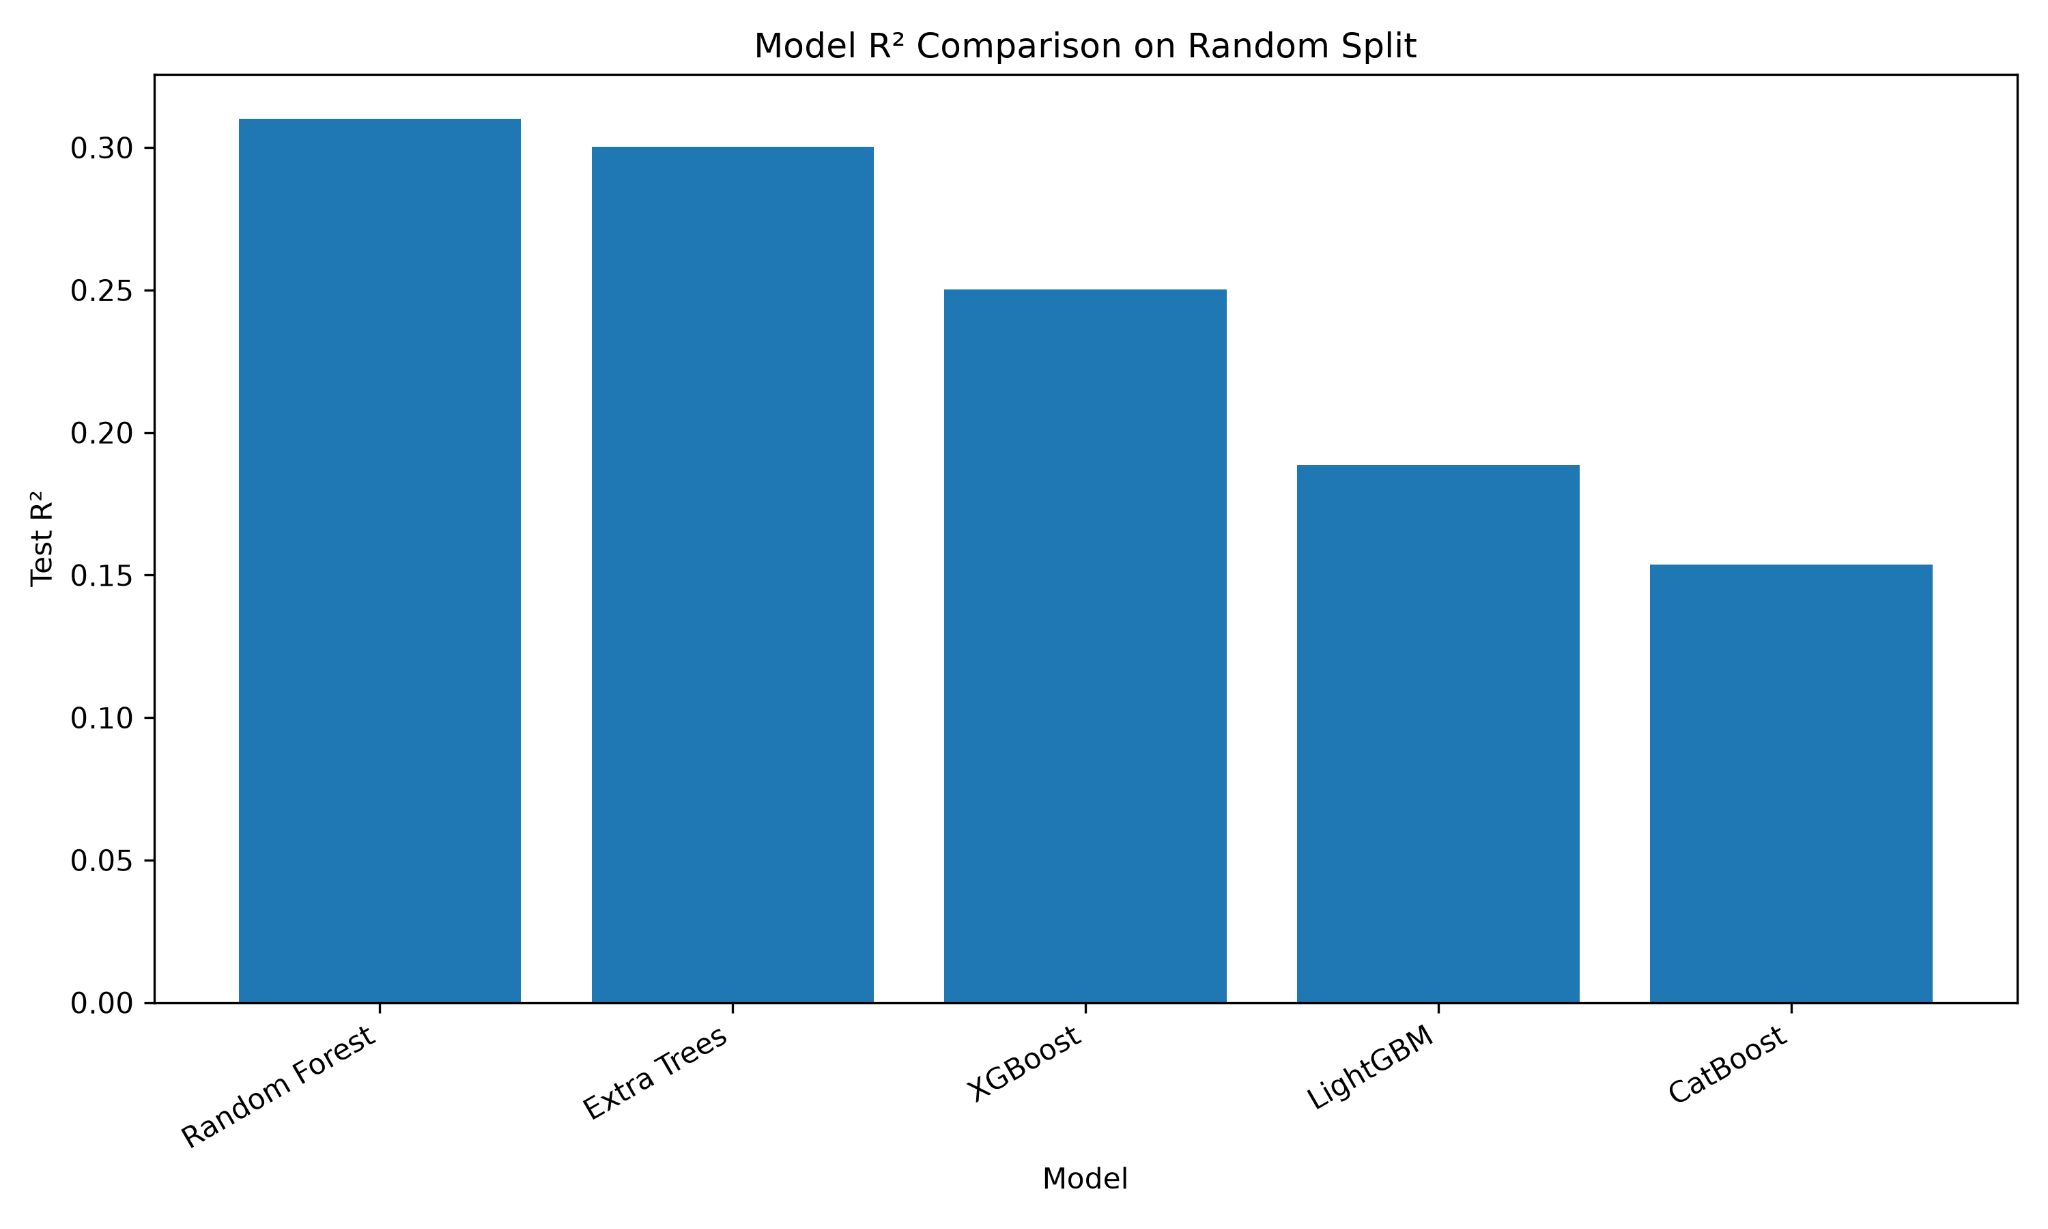 Model R² Comparison on Random Split
Test R²
0.30
0.25
0.20
0.15
0.10
0.05
0.00
Random Forest
Extra Trees
XGBoost
LightGBM
CatBoost
Model